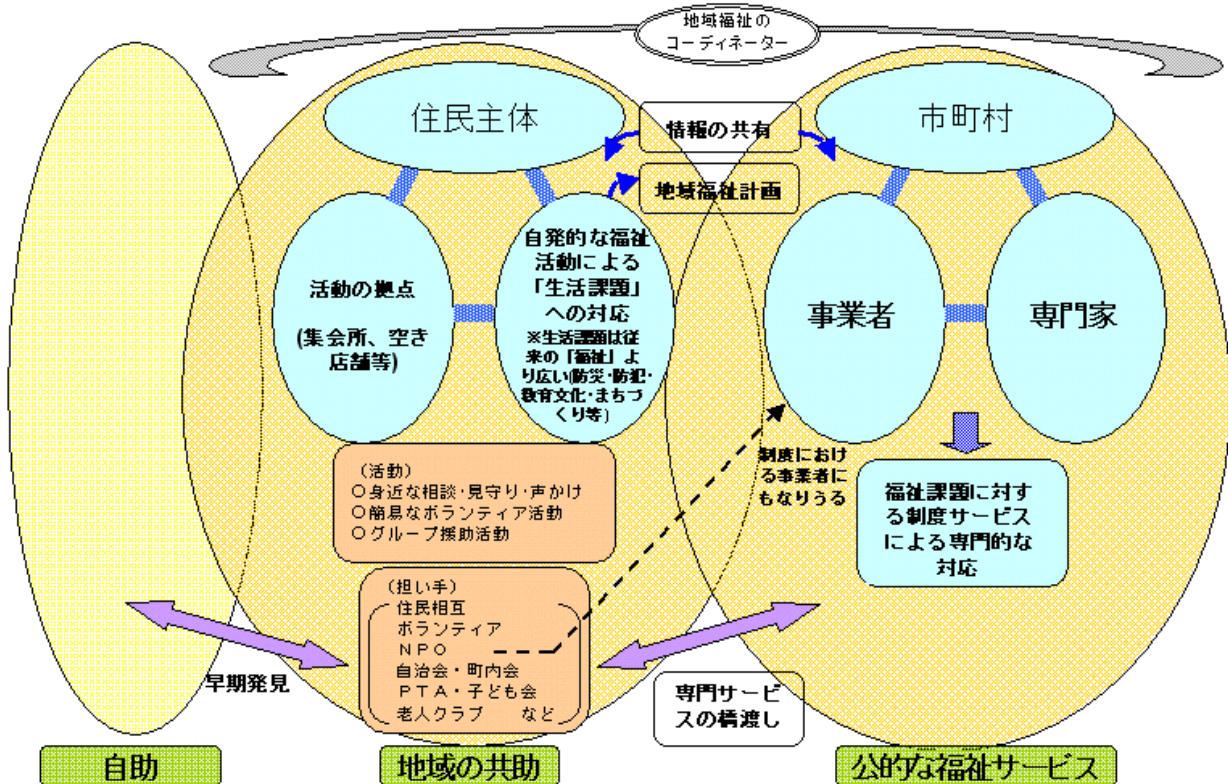 地域福祉の
コーディネーター
住民主体
情報の共有
市町村
地域福祉計画
活動の拠点
(集会所、空き
店舗等)
自発的な福祉
活動による
「生活課題」
への対応
※生活課題は従
来の「福祉」よ
り広い(防災・防犯・
教育文化・まちづ
くり等)
事業者
専門家
(活動)
○身近な相談・見守り・声かけ
○簡易なボランティア活動
○グループ援助活動
制度におけ
る事業者に
もなりうる
福祉課題に対す
る制度サービス
による専門的な
対応
(担い手)
住民相互
ボランティア
NPO
自治会・町内会
PTA・子ども会
老人クラブ など
早期発見
専門サービ
スの橋渡し
自助
地域の共助
公的な福祉サービス